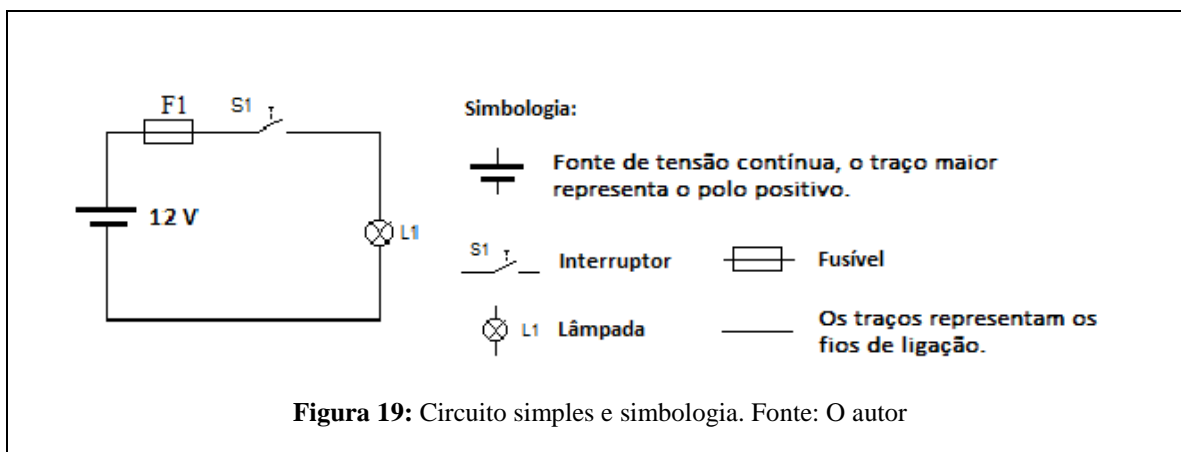 F1
S1
12 V
L1
Simbologia:
Fonte de tensão contínua, o traço maior
representa o polo positivo.
S1
Interruptor
Fusível
L1
Lâmpada
Os traços representam os
fios de ligação.
Figura 19: Circuito simples e simbologia. Fonte: O autor